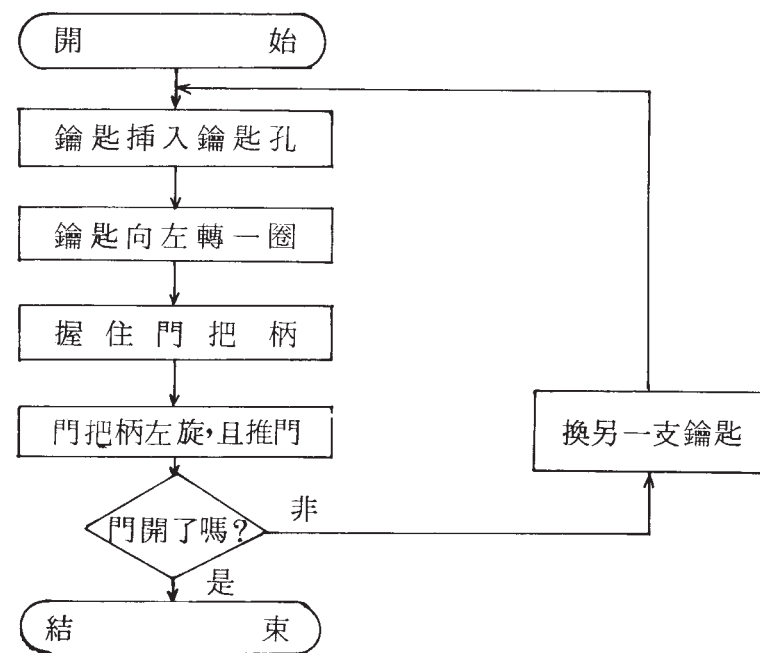 開始
鑰匙插入鑰匙孔
鑰匙向左轉一圈
握住門把柄
門把柄左旋,且推門
換另一支鑰匙
門開了嗎?
非
是
結束